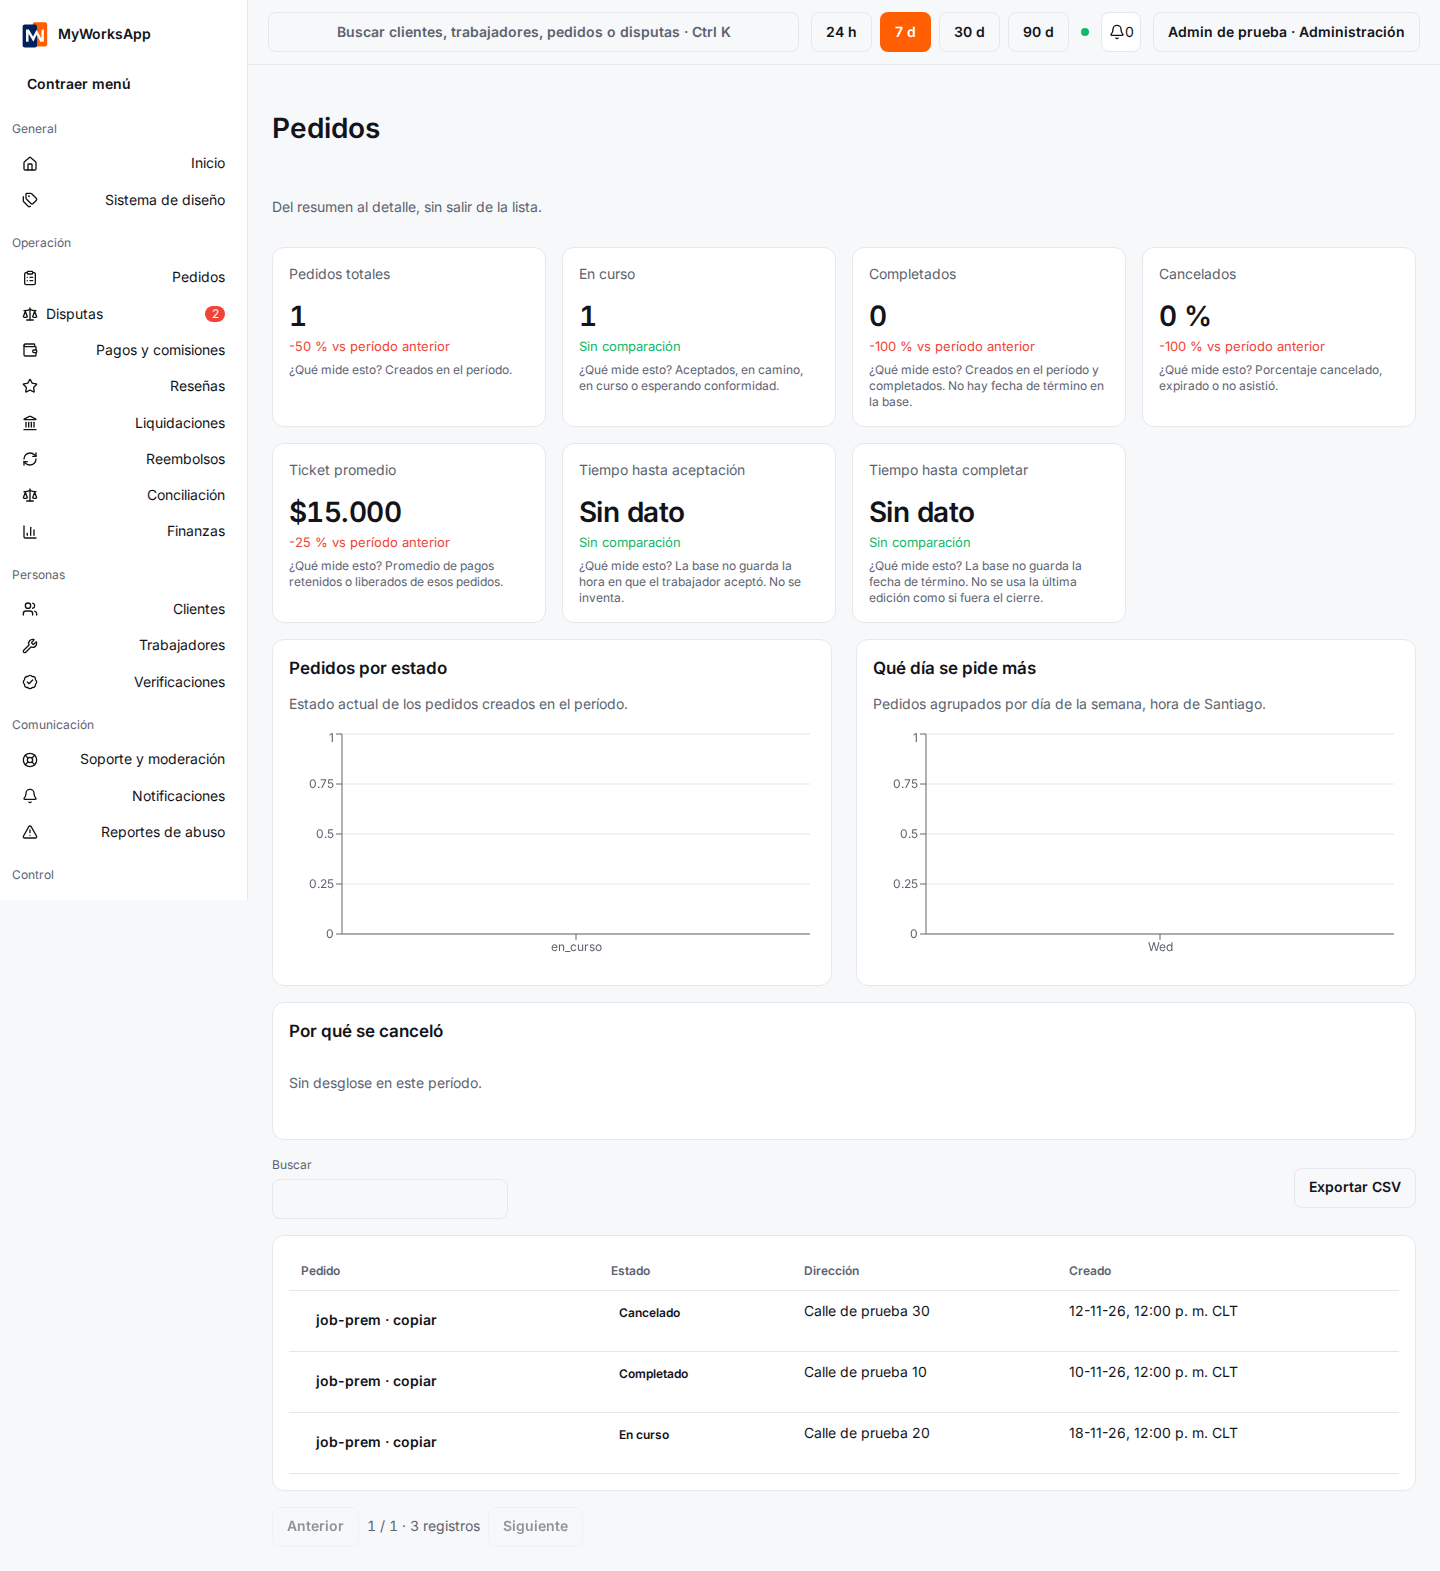 MyWorksApp
Contraer menú
General
Inicio
Sistema de diseño
Operación
Pedidos
Disputas 2
Pagos y comisiones
Reseñas
Liquidaciones
Reembolsos
Conciliación
Finanzas
Personas
Clientes
Trabajadores
Verificaciones
Comunicación
Soporte y moderación
Notificaciones
Reportes de abuso
Control
Buscar clientes, trabajadores, pedidos o disputas · Ctrl K
24 h
7 d
30 d
90 d
0
Admin de prueba · Administración
Pedidos
Del resumen al detalle, sin salir de la lista.
Pedidos totales
1
-50 % vs período anterior
¿Qué mide esto? Creados en el período.
En curso
1
Sin comparación
¿Qué mide esto? Aceptados, en camino,
en curso o esperando conformidad.
Completados
0
-100 % vs período anterior
¿Qué mide esto? Creados en el período y
completados. No hay fecha de término en
la base.
Cancelados
0 %
-100 % vs período anterior
¿Qué mide esto? Porcentaje cancelado,
expirado o no asistió.
Ticket promedio
$15.000
-25 % vs período anterior
¿Qué mide esto? Promedio de pagos
retenidos o liberados de esos pedidos.
Tiempo hasta aceptación
Sin dato
Sin comparación
¿Qué mide esto? La base no guarda la
hora en que el trabajador aceptó. No se
inventa.
Tiempo hasta completar
Sin dato
Sin comparación
¿Qué mide esto? La base no guarda la
fecha de término. No se usa la última
edición como si fuera el cierre.
Pedidos por estado
Estado actual de los pedidos creados en el período.
1
0.75
0.5
0.25
0
en_curso
Qué día se pide más
Pedidos agrupados por día de la semana, hora de Santiago.
1
0.75
0.5
0.25
0
Wed
Por qué se canceló
Sin desglose en este período.
Buscar
Exportar CSV
Pedido Estado Dirección Creado
job-prem · copiar Cancelado Calle de prueba 30 12-11-26, 12:00 p. m. CLT
job-prem · copiar Completado Calle de prueba 10 10-11-26, 12:00 p. m. CLT
job-prem · copiar En curso Calle de prueba 20 18-11-26, 12:00 p. m. CLT
Anterior 1 / 1 · 3 registros Siguiente